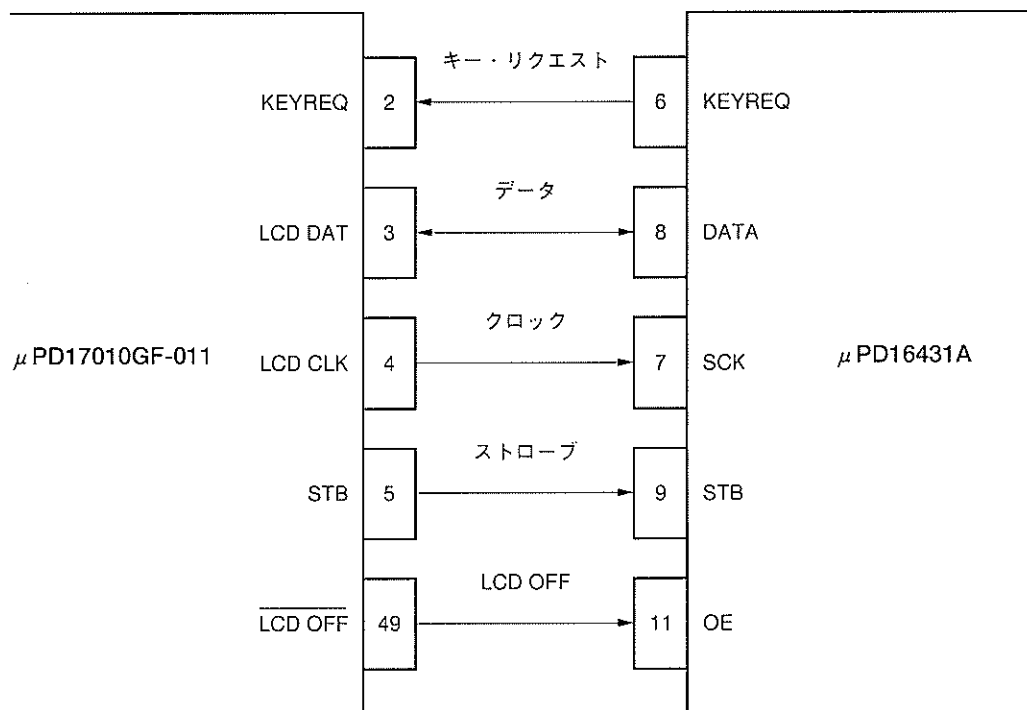 キー・リクエスト
KEYREQ 2 6 KEYREQ
データ
LCD DAT 3 8 DATA
クロック
μPD17010GF-011 LCD CLK 4 7 SCK μPD16431A
ストローブ
STB 5 9 STB
LCD OFF
LCD OFF 49 11 OE